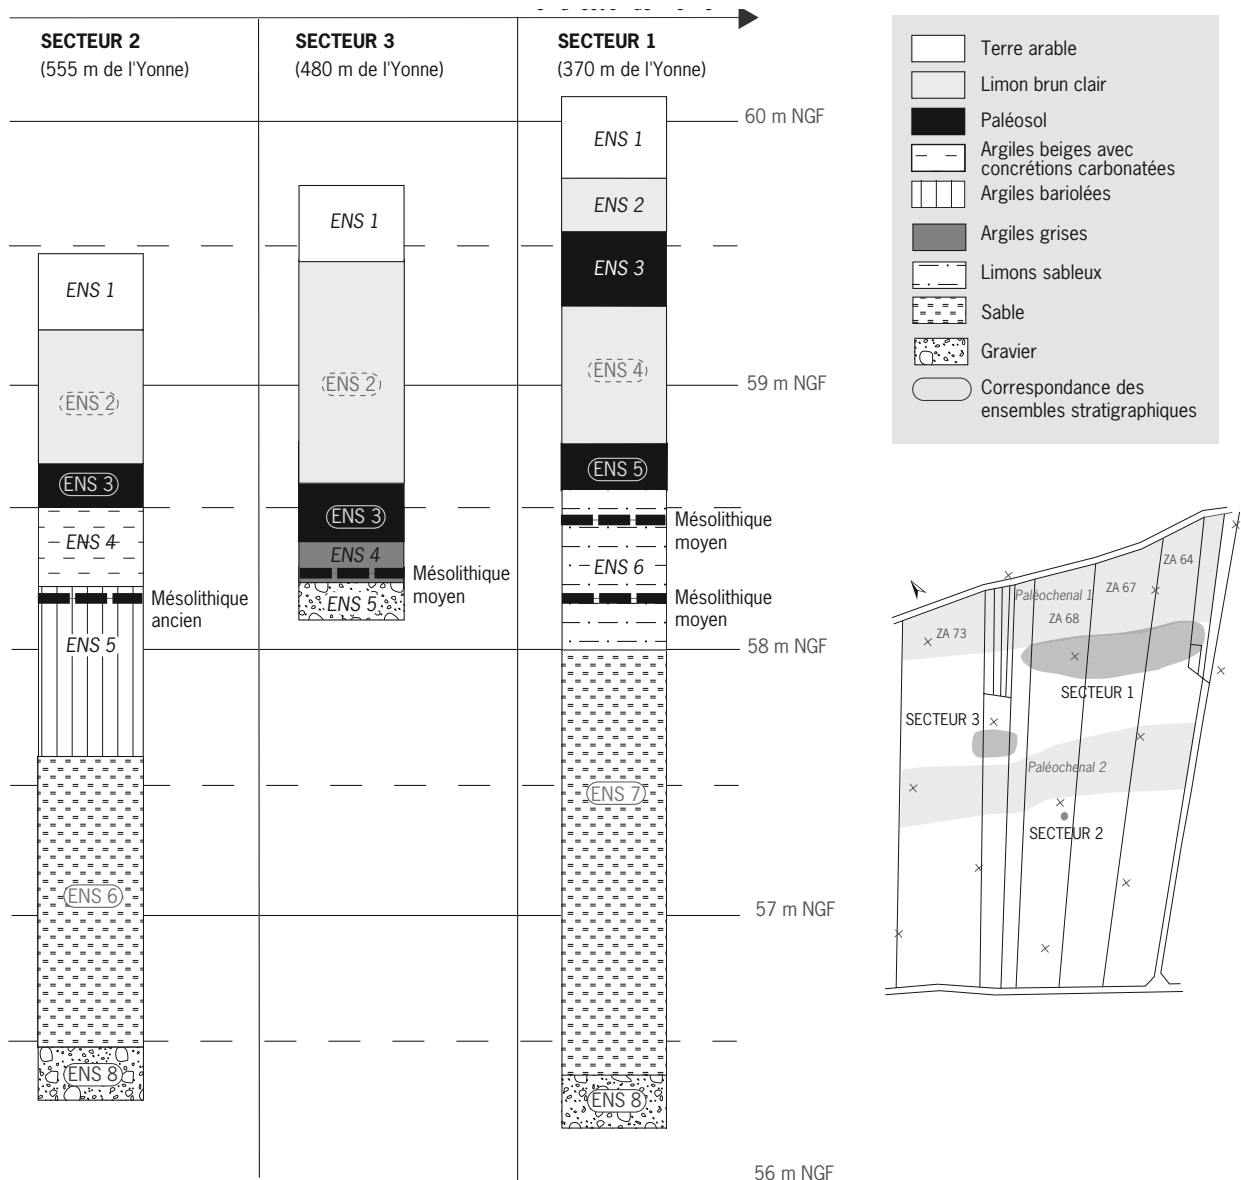 SECTEUR 2
(555 m de l'Yonne)
SECTEUR 3
(480 m de l'Yonne)
SECTEUR 1
(370 m de l'Yonne)
60 m NGF
59 m NGF
58 m NGF
57 m NGF
56 m NGF
ENS 1
ENS 2
ENS 3
ENS 4
Mésolithique
ancien
ENS 5
ENS 6
ENS 8
ENS 1
ENS 2
ENS 3
ENS 4
Mésolithique
moyen
ENS 5
ENS 1
ENS 2
ENS 3
ENS 4
ENS 5
Mésolithique
moyen
ENS 6
Mésolithique
moyen
ENS 7
ENS 8
Terre arable
Limon brun clair
Paléosol
Argiles beiges avec
concrétions carbonatées
Argiles bariolées
Argiles grises
Limons sableux
Sable
Gravier
Correspondance des
ensembles stratigraphiques
ZA 64
ZA 67
Paléochenal 1
ZA 68
ZA 73
SECTEUR 1
SECTEUR 3
Paléochenal 2
SECTEUR 2